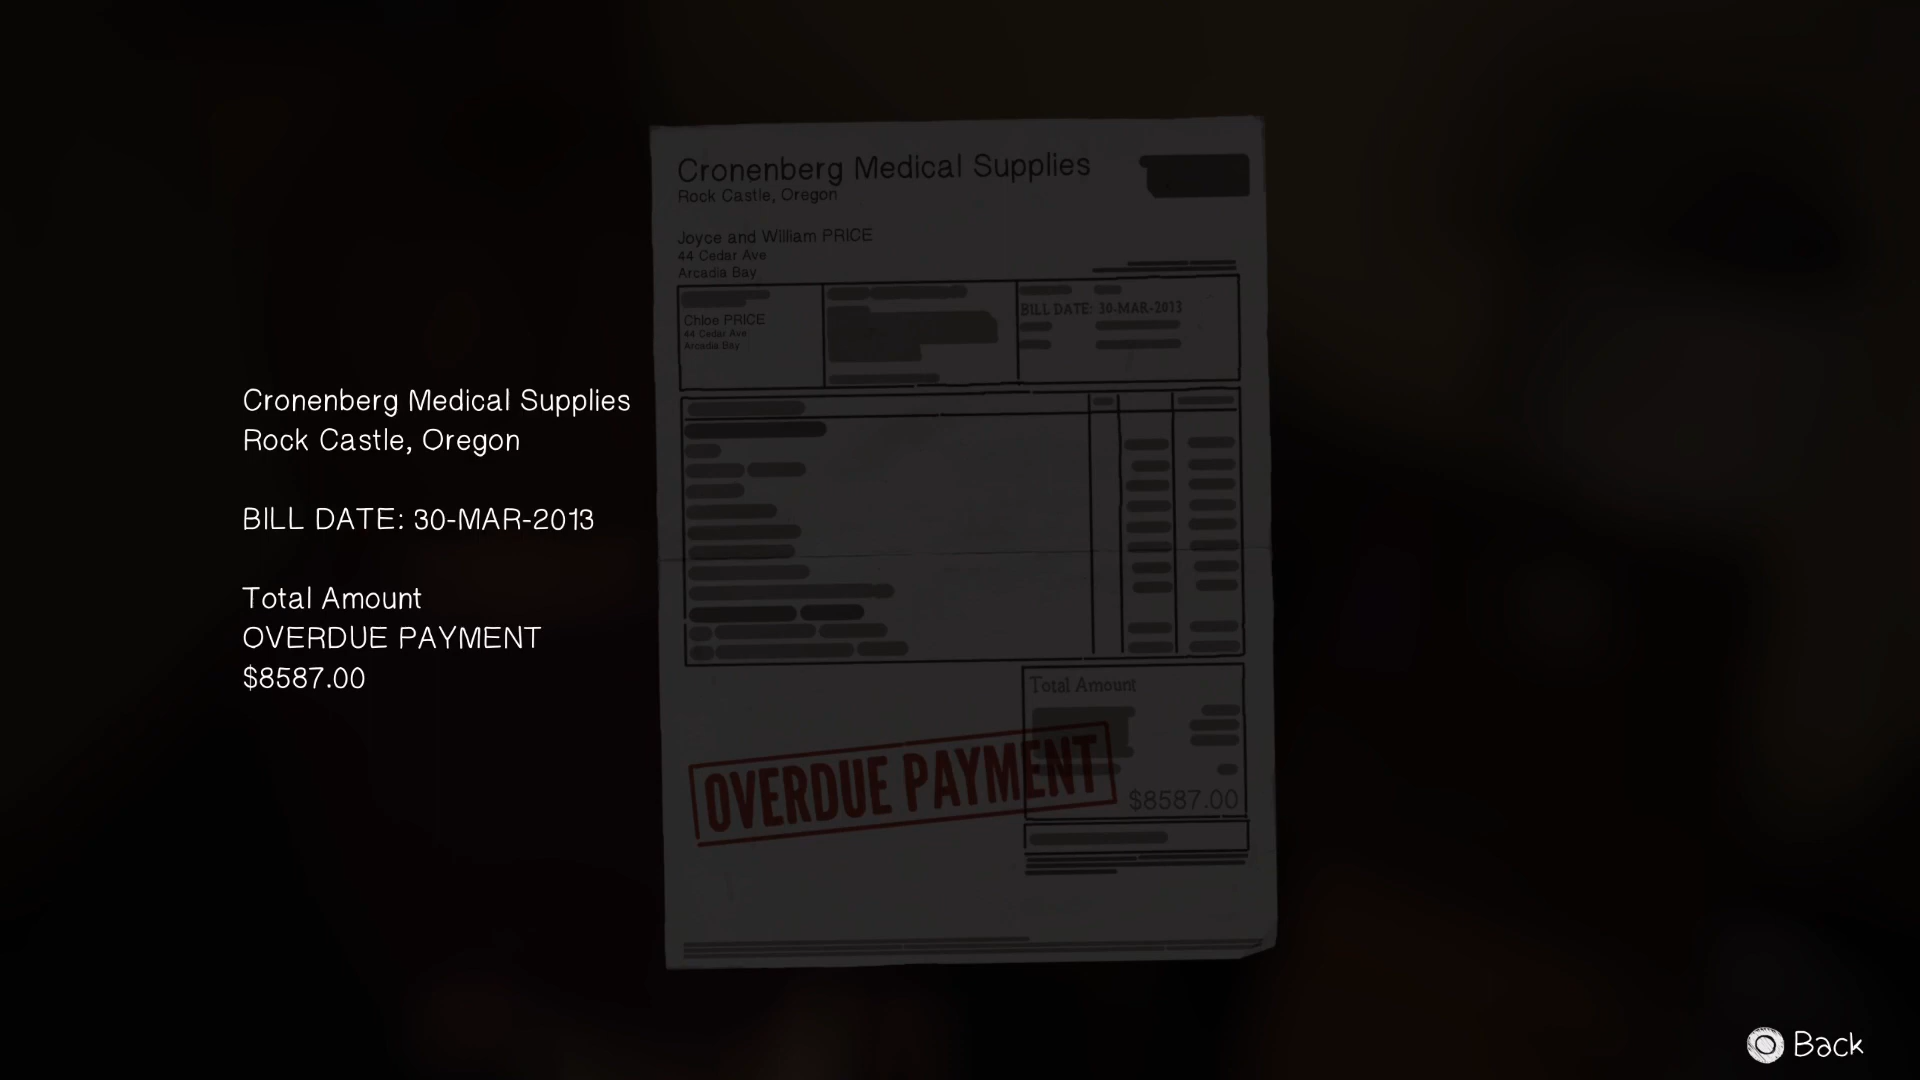 Cronenberg Medical Supplies
Rock Castle, Oregon
BILL DATE: 30-MAR-2013
Total Amount
OVERDUE PAYMENT
$8587.00
Cronenberg Medical Supplies
Rock Castle, Oregon
Joyce and William PRICE
44 Cedar Ave
Arcadia Bay
Chloe PRICE
44 Cedar Ave
Arcadia Bay
BILL DATE: 30-MAR-2013
Total Amount
OVERDUE PAYMENT
$8587.00
Back